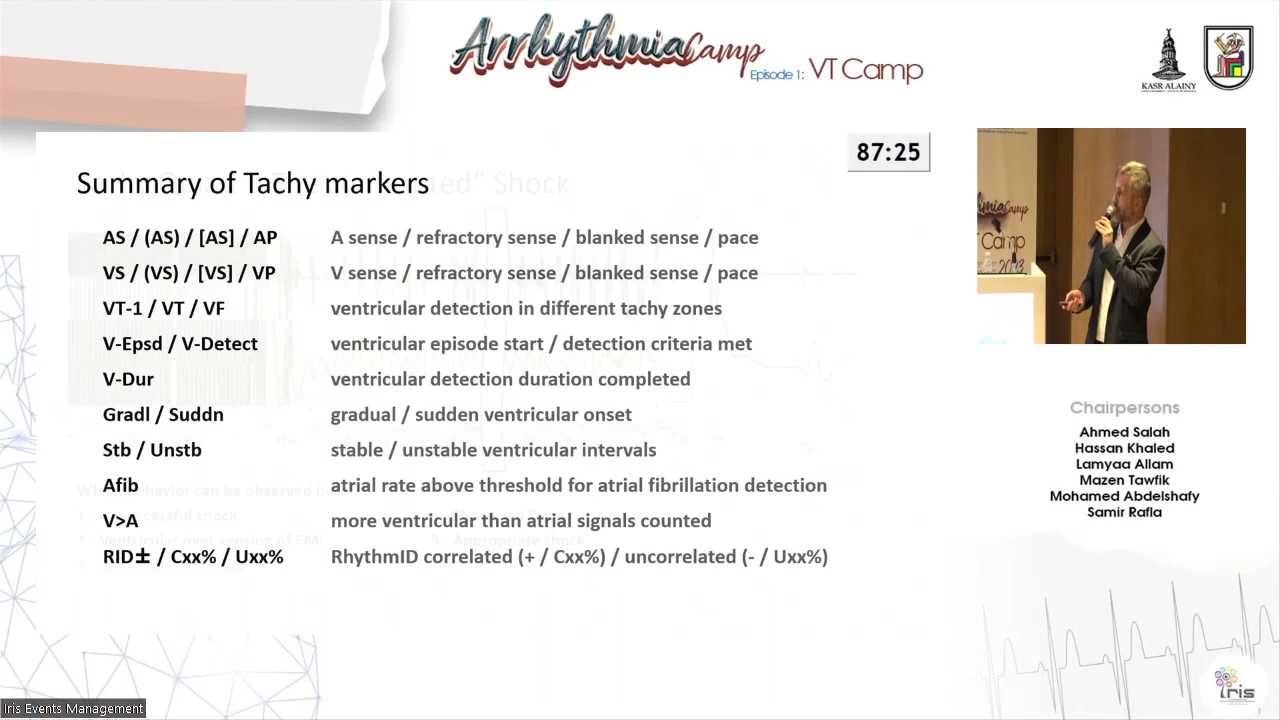 Arrhythmia Camp
Episode 1: VT Camp
KASR ALAINY
87:25
Summary of Tachy markers
AS / (AS) / [AS] / AP A sense / refractory sense / blanked sense / pace
VS / (VS) / [VS] / VP V sense / refractory sense / blanked sense / pace
VT-1 / VT / VF ventricular detection in different tachy zones
V-Epsd / V-Detect ventricular episode start / detection criteria met
V-Dur ventricular detection duration completed
Gradl / Suddn gradual / sudden ventricular onset
Stb / Unstb stable / unstable ventricular intervals
Afib atrial rate above threshold for atrial fibrillation detection
V>A more ventricular than atrial signals counted
RID± / Cxx% / Uxx% RhythmID correlated (+ / Cxx%) / uncorrelated (- / Uxx%)
Chairpersons
Ahmed Salah
Hassan Khaled
Lamyaa Allam
Mazen Tawfik
Mohamed Abdelshafy
Samir Rafla
Iris Events Management
iris